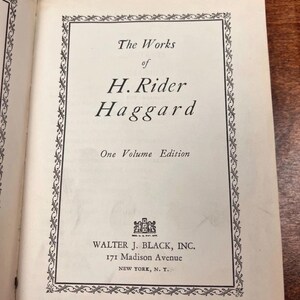 The Works
of
H. Rider
Haggard
One Volume Edition
WALTER J. BLACK, INC.
171 Madison Avenue
NEW YORK, N. Y.